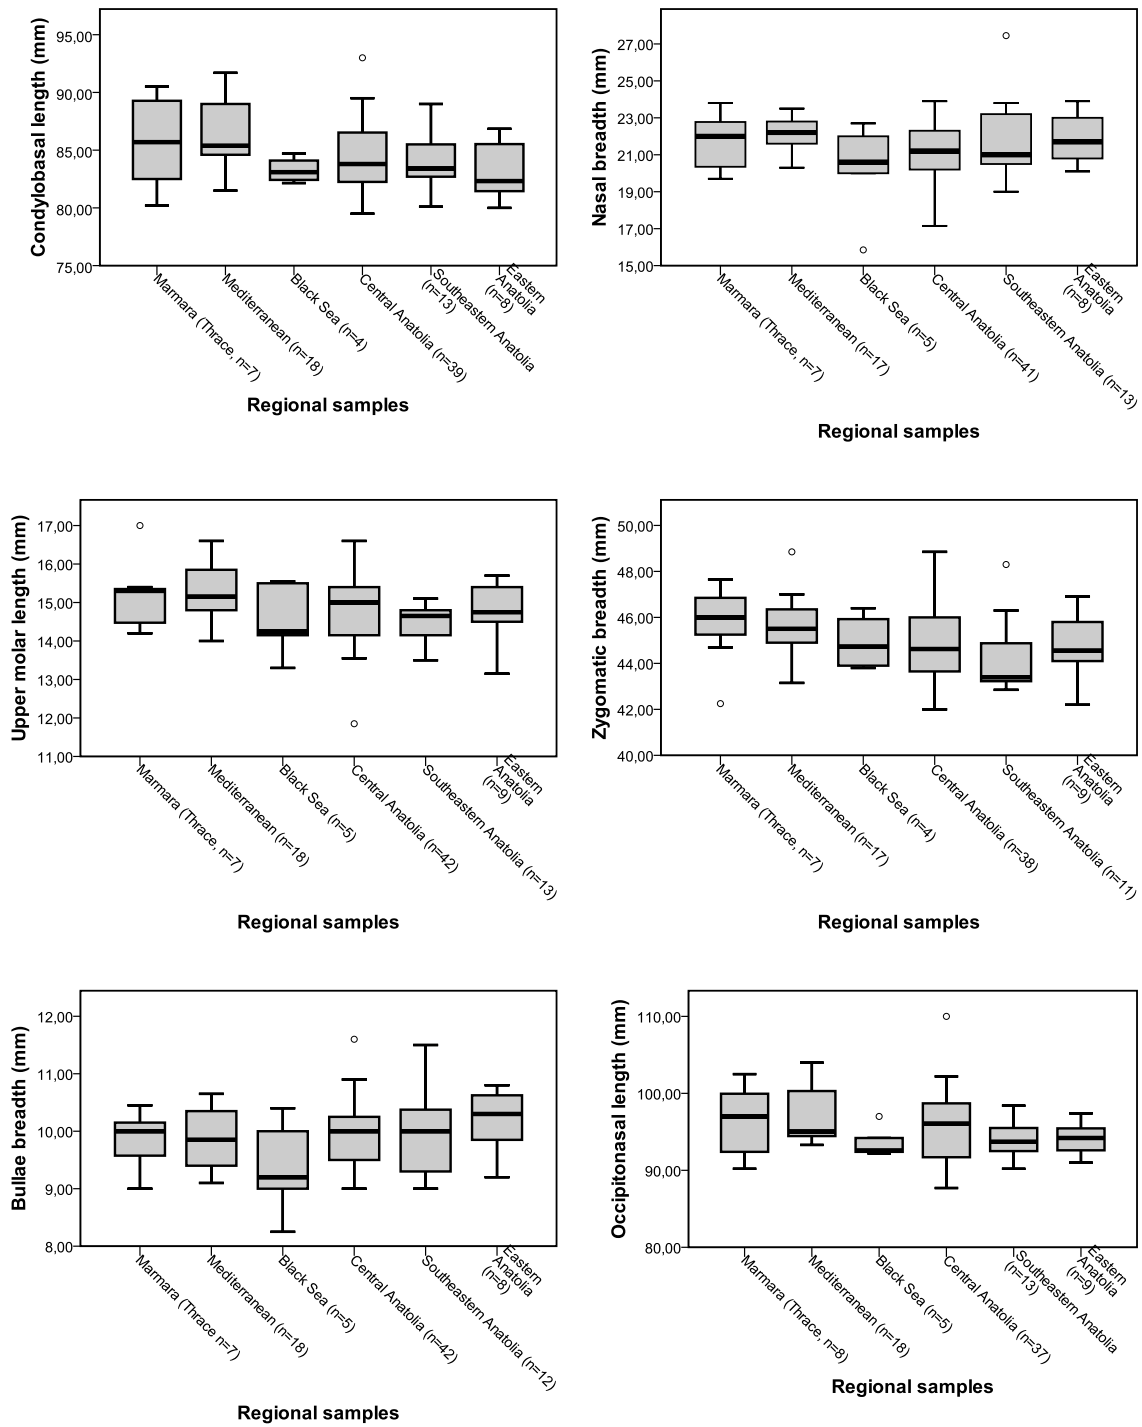 Condylobasal length (mm)
95,00
90,00
85,00
80,00
75,00
Marmara (Thrace, n=7)
Mediterranean (n=18)
Black Sea (n=4)
Central Anatolia (n=39)
Southeastern Anatolia
(n=13)
Eastern
Anatolia
(n=8)
Regional samples
Nasal breadth (mm)
27,00
25,00
23,00
21,00
19,00
17,00
15,00
Marmara (Thrace, n=7)
Mediterranean (n=17)
Black Sea (n=5)
Central Anatolia (n=41)
Southeastern Anatolia (n=13)
Eastern
Anatolia
(n=8)
Regional samples
Upper molar length (mm)
17,00
16,00
15,00
14,00
13,00
12,00
11,00
Marmara (Thrace, n=7)
Mediterranean (n=18)
Black Sea (n=5)
Central Anatolia (n=42)
Southeastern Anatolia (n=13)
Eastern
Anatolia
(n=9)
Regional samples
Zygomatic breadth (mm)
50,00
48,00
46,00
44,00
42,00
40,00
Marmara (Thrace, n=7)
Mediterranean (n=17)
Black Sea (n=4)
Central Anatolia (n=38)
Southeastern Anatolia (n=11)
Eastern
Anatolia
(n=9)
Regional samples
Bullae breadth (mm)
12,00
11,00
10,00
9,00
8,00
Marmara (Thrace n=7)
Mediterranean (n=18)
Black Sea (n=5)
Central Anatolia (n=42)
Southeastern Anatolia (n=12)
Eastern
Anatolia
(n=8)
Regional samples
Occipitonasal length (mm)
110,00
100,00
90,00
80,00
Marmara (Thrace, n=8)
Mediterranean (n=18)
Black Sea (n=5)
Central Anatolia (n=37)
Southeastern Anatolia
(n=13)
Eastern
Anatolia
(n=9)
Regional samples